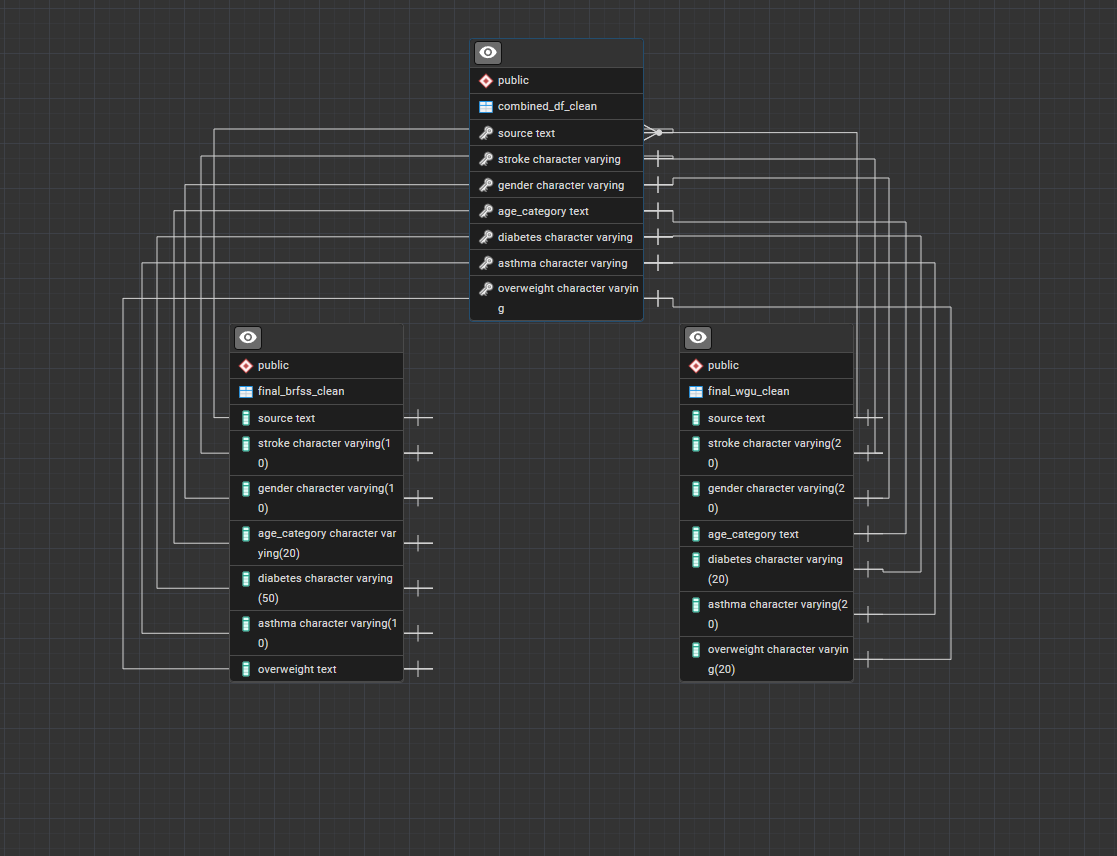 public
combined_df_clean
source text
stroke character varying
gender character varying
age_category text
diabetes character varying
asthma character varying
overweight character varyin
g
public
final_brfss_clean
source text
stroke character varying(1
0)
gender character varying(1
0)
age_category character var
ying(20)
diabetes character varying
(50)
asthma character varying(1
0)
overweight text
public
final_wgu_clean
source text
stroke character varying(2
0)
gender character varying(2
0)
age_category text
diabetes character varying
(20)
asthma character varying(2
0)
overweight character varyin
g(20)